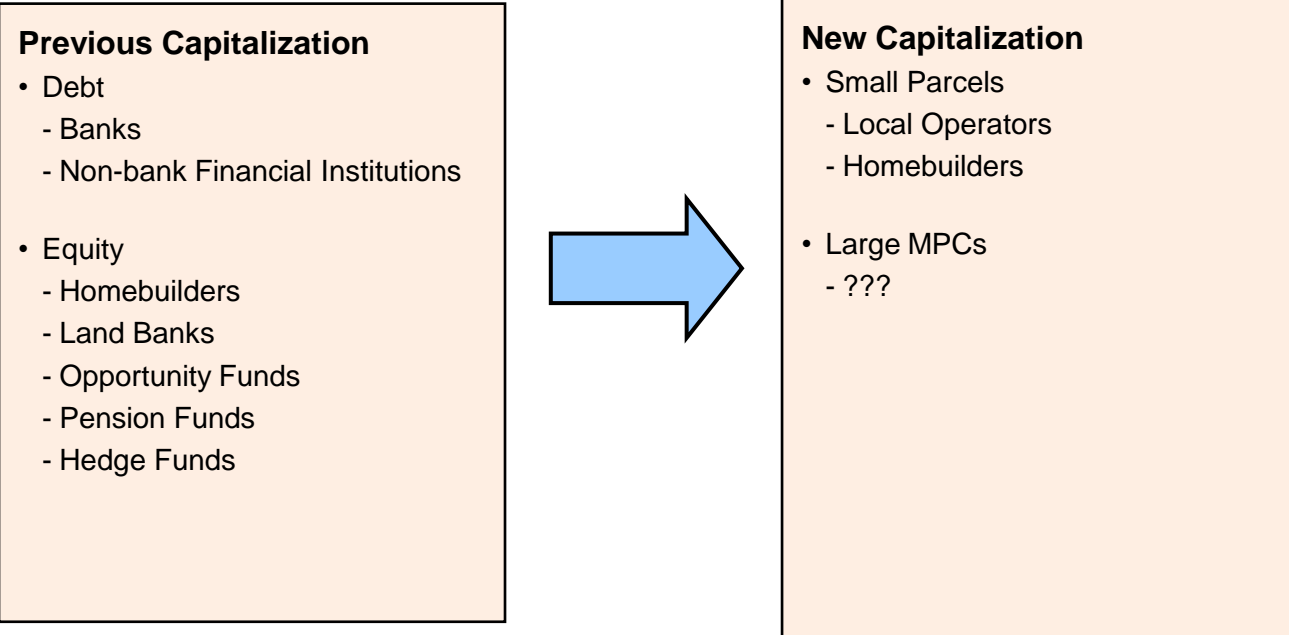 Previous Capitalization
• Debt
- Banks
- Non-bank Financial Institutions
• Equity
- Homebuilders
- Land Banks
- Opportunity Funds
- Pension Funds
- Hedge Funds
New Capitalization
• Small Parcels
- Local Operators
- Homebuilders
• Large MPCs
- ???